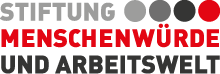 STIFTUNG
MENSCHENWÜRDE
UND ARBEITSWELT